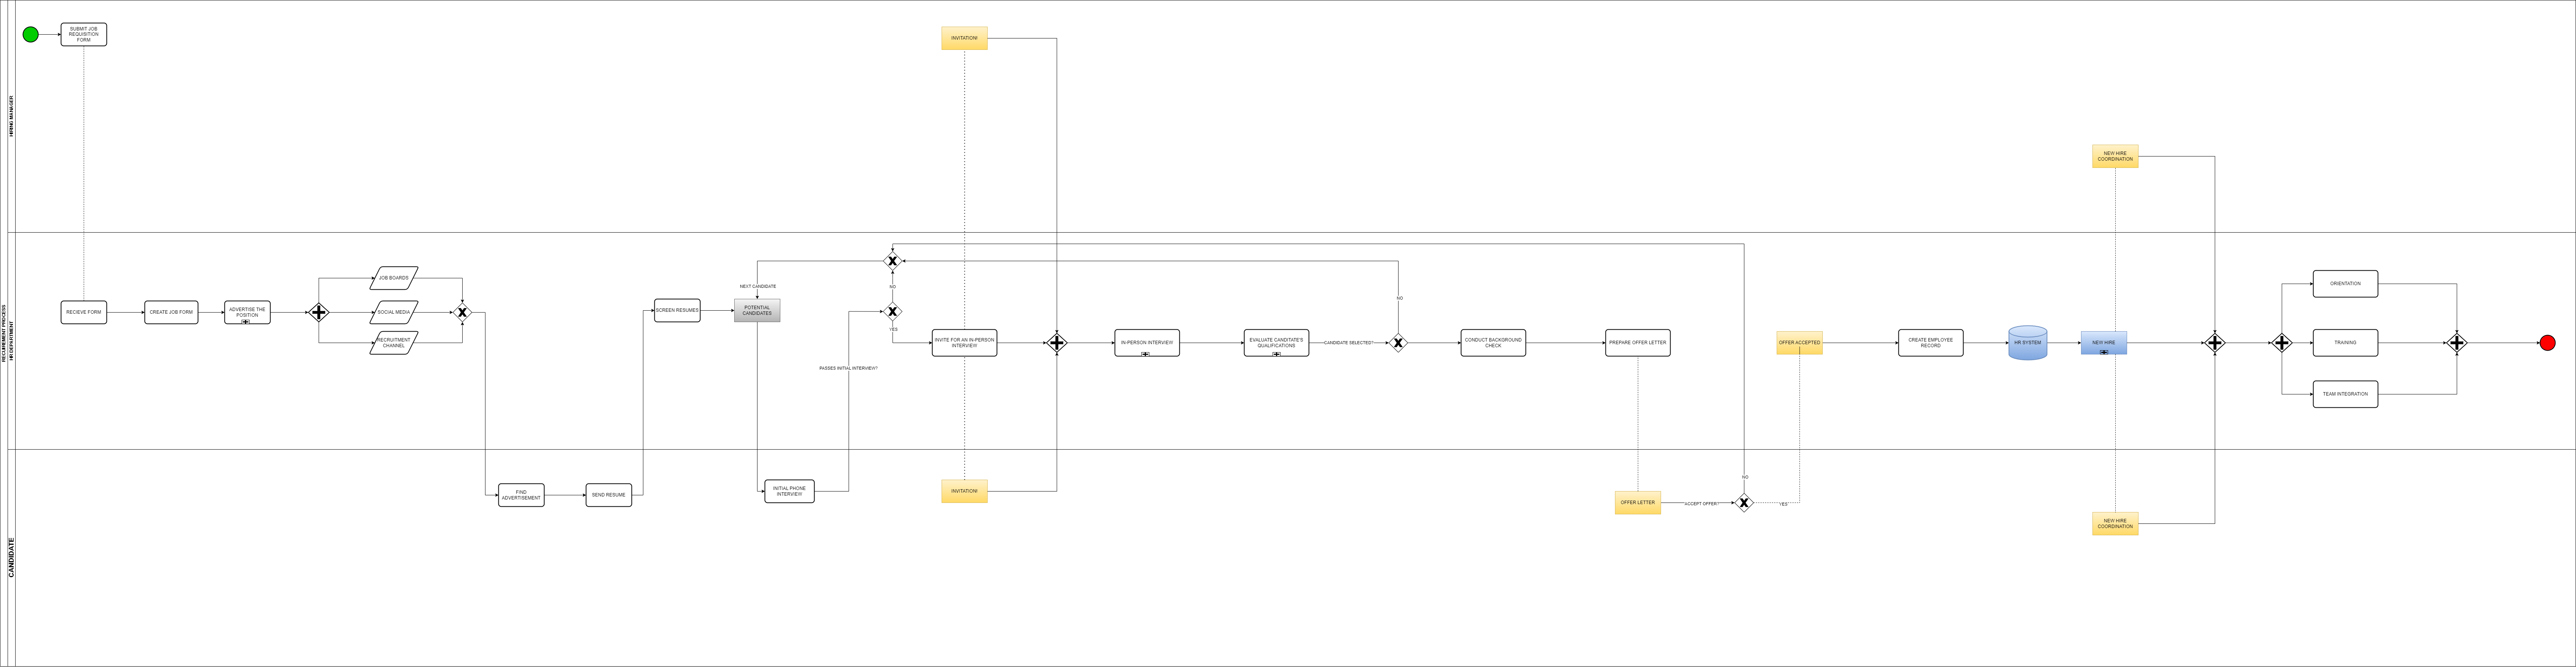 RECUIREMENT PROCESS
HIRING MANAGER
SUBMIT JOB
REQUISITION
FORM
INVITATION!
NEW HIRE
COORDINATION
HR DEPARTMENT
RECIEVE FORM
CREATE JOB FORM
ADVERTISE THE
POSITION
JOB BOARDS
SOCIAL MEDIA
RECRUITMENT
CHANNEL
SCREEN RESUMES
NEXT CANDIDATE
POTENTIAL
CANDIDATES
PASSES INITIAL INTERVIEW?
NO
YES
INVITE FOR AN IN-PERSON
INTERVIEW
IN-PERSON INTERVIEW
EVALUATE CANDITATE'S
QUALIFICATIONS
CANDIDATE SELECTED?
NO
CONDUCT BACKGROUND
CHECK
PREPARE OFFER LETTER
OFFER ACCEPTED
CREATE EMPLOYEE
RECORD
HR SYSTEM
NEW HIRE
ORIENTATION
TRAINING
TEAM INTEGRATION
CANDIDATE
FIND
ADVERTISEMENT
SEND RESUME
INITIAL PHONE
INTERVIEW
INVITATION!
OFFER LETTER
ACCEPT OFFER?
NO
YES
NEW HIRE
COORDINATION